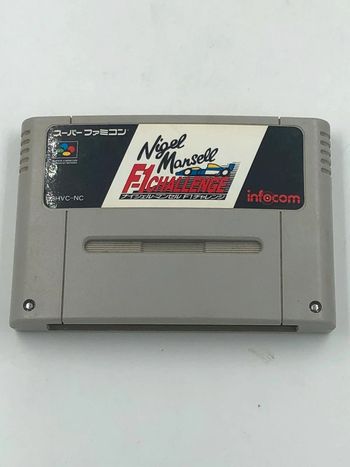 スーパーファミコン
Nigel
Mansell
F-1 CHALLENGE
ナイジェル・マンセル F1チャレンジ
SHVC-NC
infocom